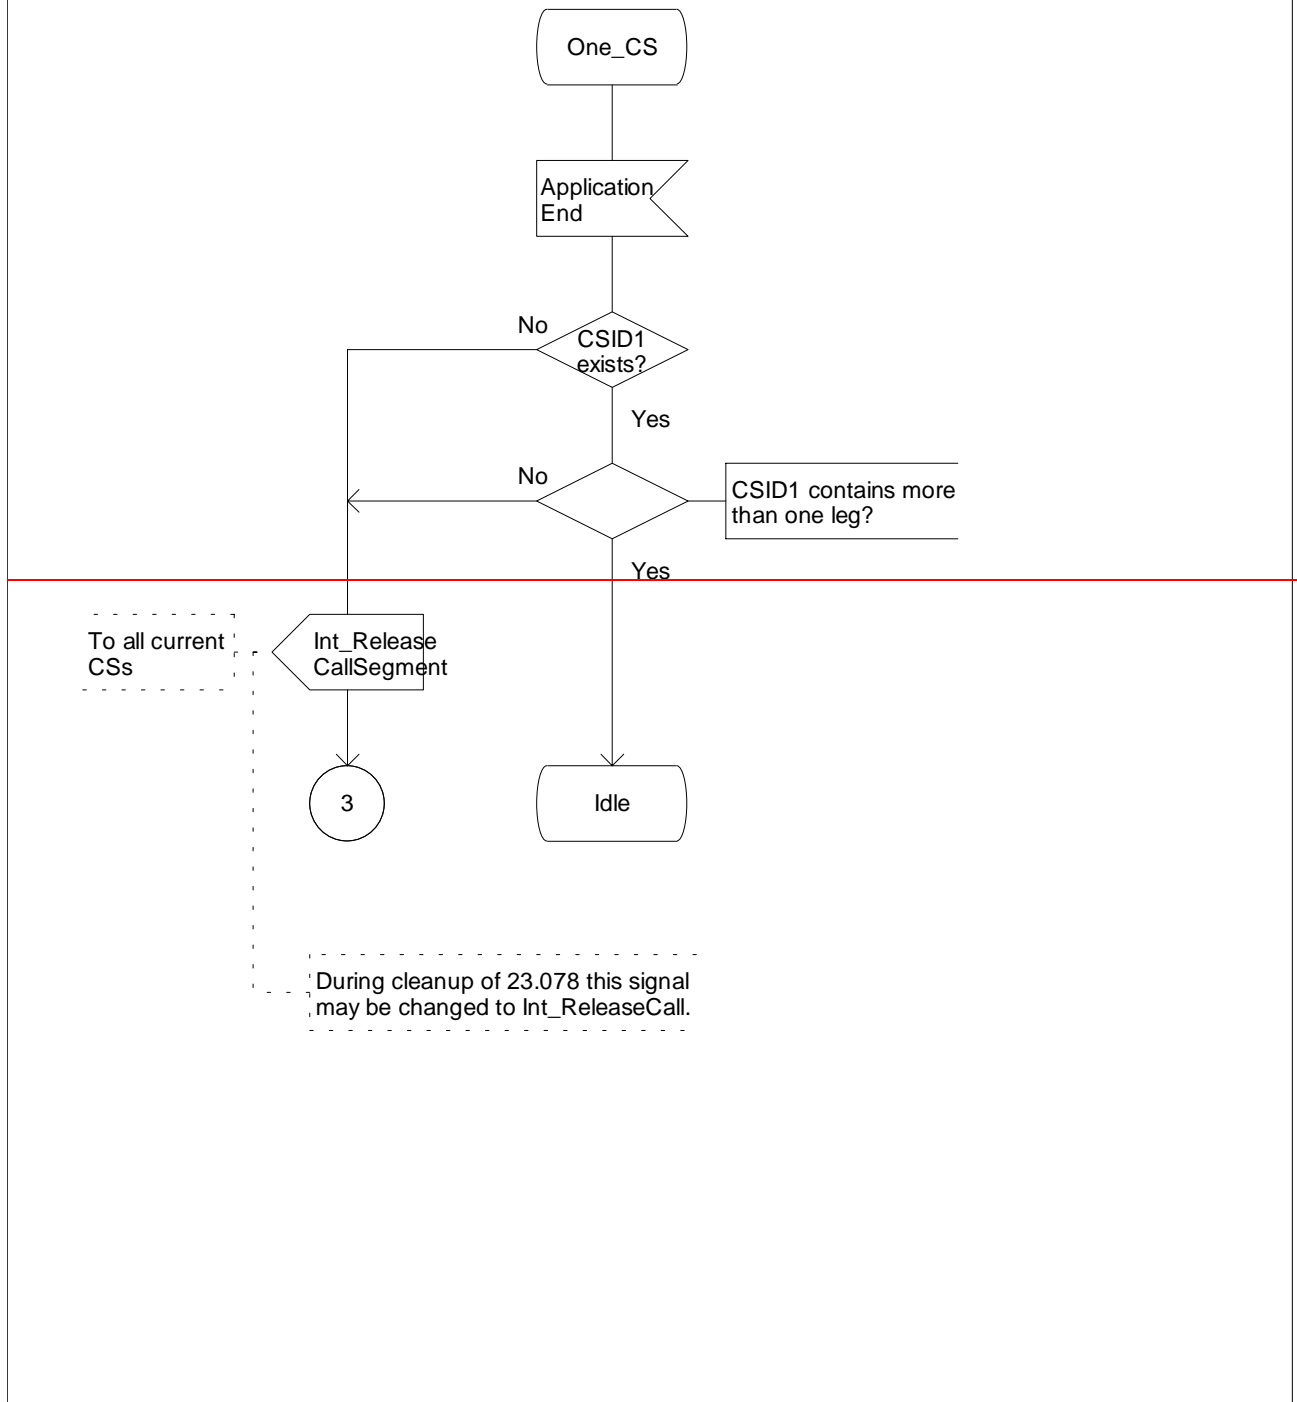 One_CS
Application
End
No
CSID1
exists?
Yes
No
CSID1 contains more
than one leg?
Yes
To all current
CSs
Int_Release
CallSegment
3
Idle
During cleanup of 23.078 this signal
may be changed to Int_ReleaseCall.